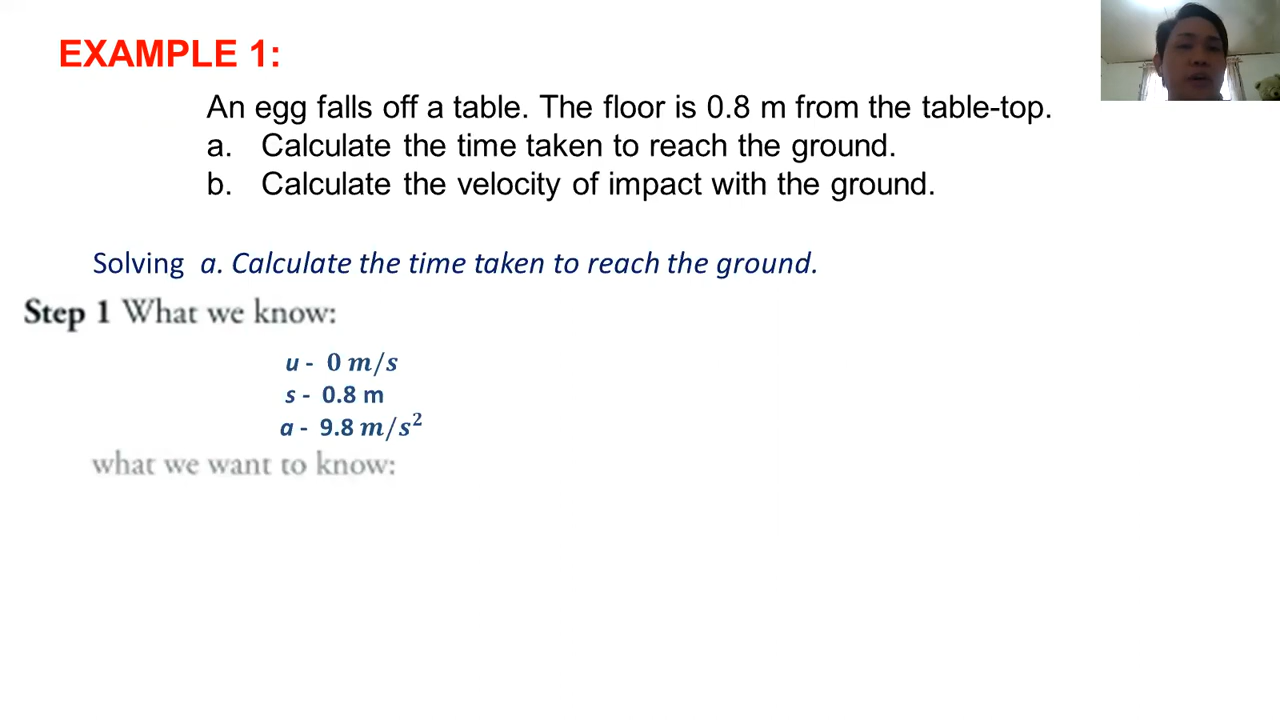 EXAMPLE 1:
An egg falls off a table. The floor is 0.8 m from the table-top.
a. Calculate the time taken to reach the ground.
b. Calculate the velocity of impact with the ground.
Solving a. Calculate the time taken to reach the ground.
Step 1 What we know:
u - 0 m/s
s - 0.8 m
a - 9.8 m/s²
what we want to know: